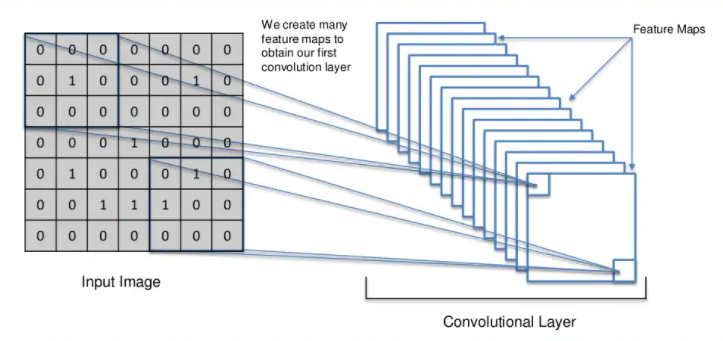 We create many
feature maps to
obtain our first
convolution layer
Feature Maps
0 0 0 0 0 0 0
0 1 0 0 0 1 0
0 0 0 0 0 0 0
0 0 0 1 0 0 0
0 1 0 0 0 1 0
0 0 1 1 1 0 0
0 0 0 0 0 0 0
Input Image
Convolutional Layer